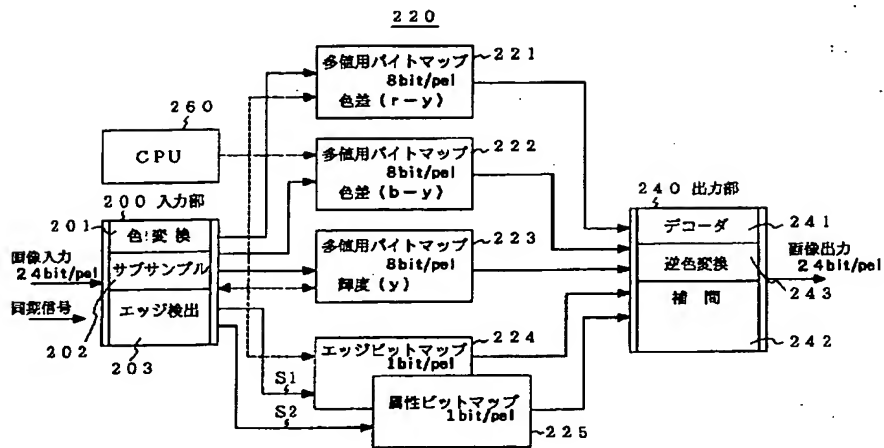 ２２０
多値用バイトマップ
8bit/pel
色差(r－y)
２２１
２６０
CPU
多値用バイトマップ
8bit/pel
色差(b－y)
２２２
２００ 入力部
２０１
色変換
画像入力
24bit/pel
サブサンプル
同期信号
エッジ検出
２０２
２０３
多値用バイトマップ
8bit/pel
輝度(y)
２２３
エッジビットマップ
1bit/pel
２２４
S1
S2
属性ビットマップ
1bit/pel
２２５
２４０ 出力部
デコーダ
２４１
逆色変換
画像出力
24bit/pel
２４３
補間
２４２